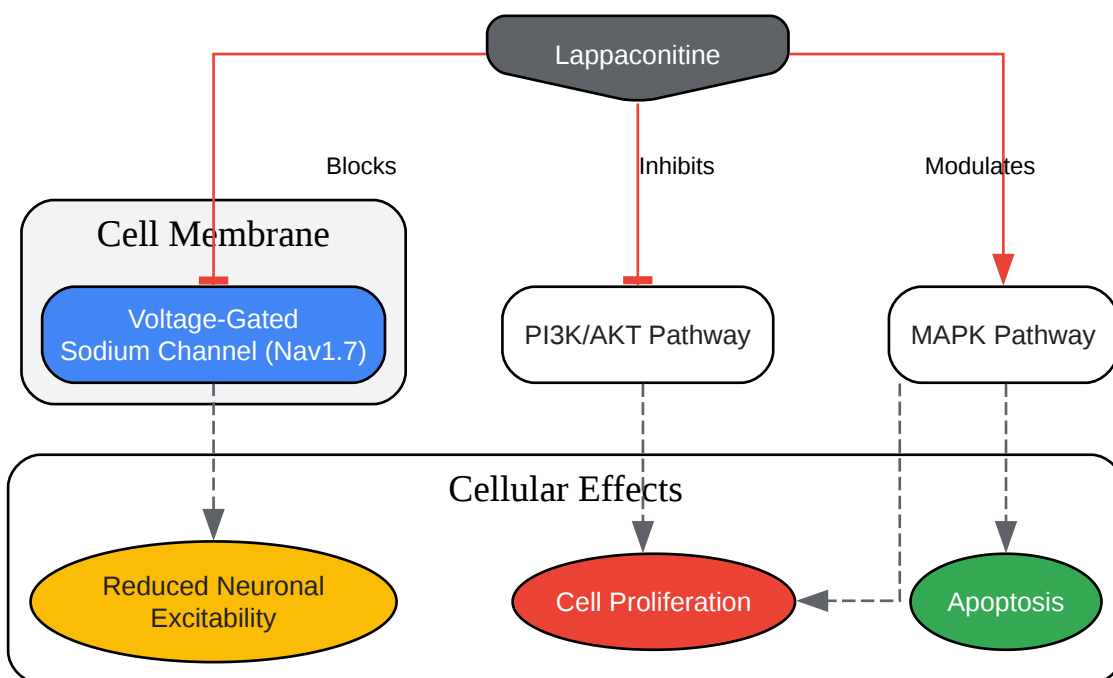 Lappaconitine
Blocks
Inhibits
Modulates
Cell Membrane
Voltage-Gated
Sodium Channel (Nav1.7)
PI3K/AKT Pathway
MAPK Pathway
Cellular Effects
Reduced Neuronal
Excitability
Cell Proliferation
Apoptosis